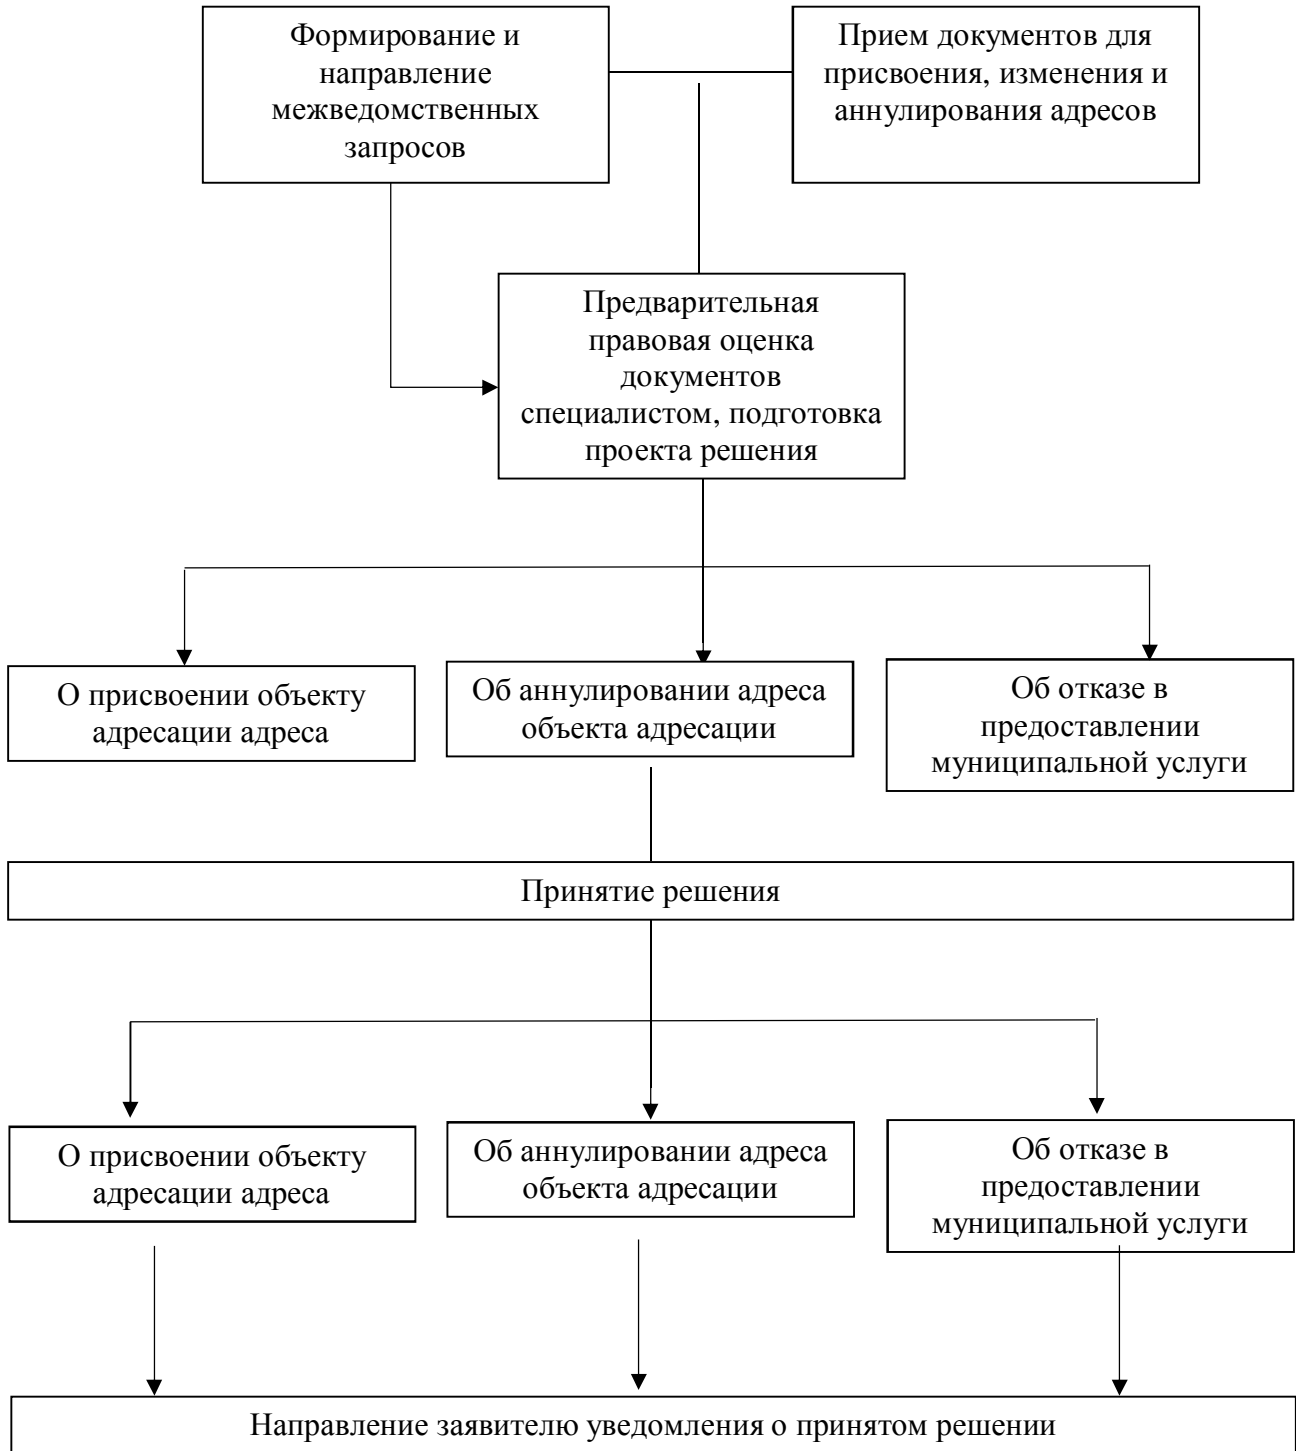 Формирование и
направление
межведомственных
запросов
Прием документов для
присвоения, изменения и
аннулирования адресов
Предварительная
правовая оценка
документов
специалистом, подготовка
проекта решения
О присвоении объекту
адресации адреса
Об аннулировании адреса
объекта адресации
Об отказе в
предоставлении
муниципальной услуги
Принятие решения
О присвоении объекту
адресации адреса
Об аннулировании адреса
объекта адресации
Об отказе в
предоставлении
муниципальной услуги
Направление заявителю уведомления о принятом решении